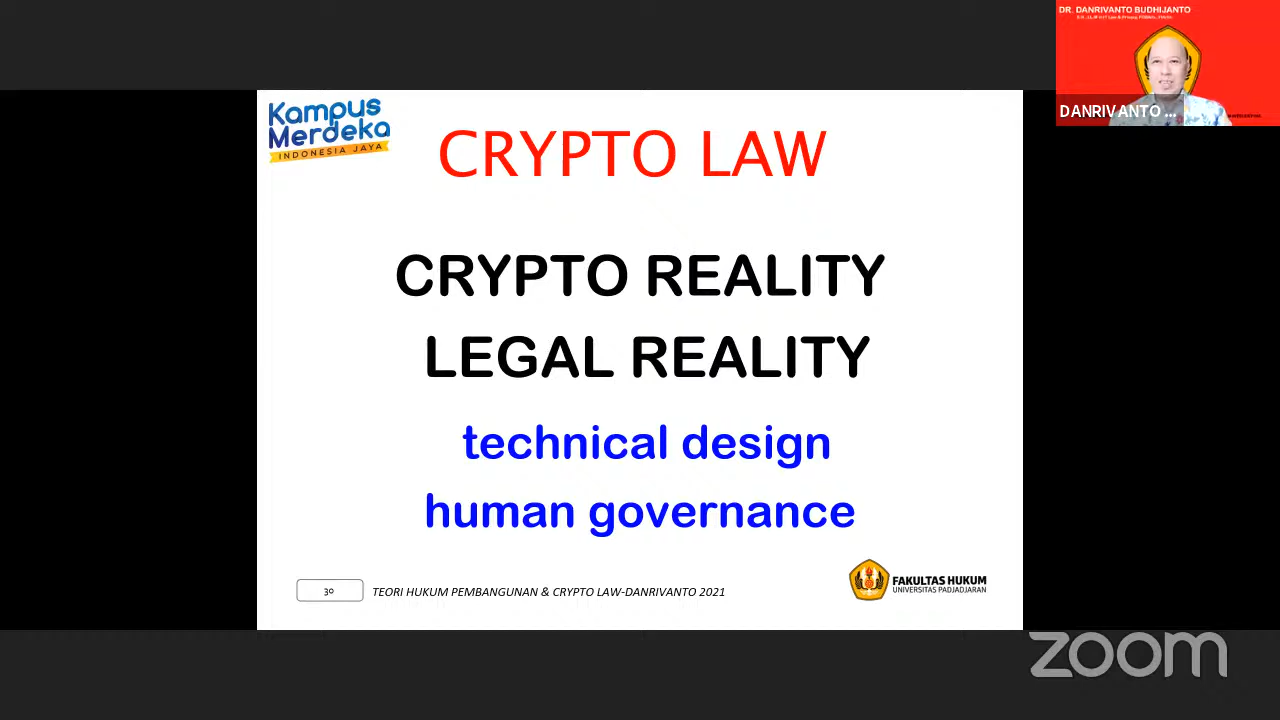 DR. DANRIVANTO BUDHIJANTO
DANRIVANTO ...
Kampus
Merdeka
INDONESIA JAYA
CRYPTO LAW
CRYPTO REALITY
LEGAL REALITY
technical design
human governance
30
TEORI HUKUM PEMBANGUNAN & CRYPTO LAW-DANRIVANTO 2021
FAKULTAS HUKUM
UNIVERSITAS PADJADJARAN
zoom